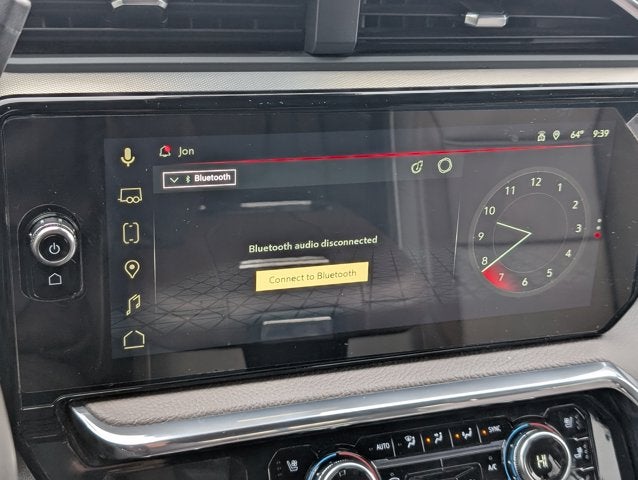 Jon
64° 9:39
Bluetooth
Bluetooth audio disconnected
Connect to Bluetooth
12
11 1
10 2
9 3
8 4
7 5
6
AUTO
SYNC
A/C
HI